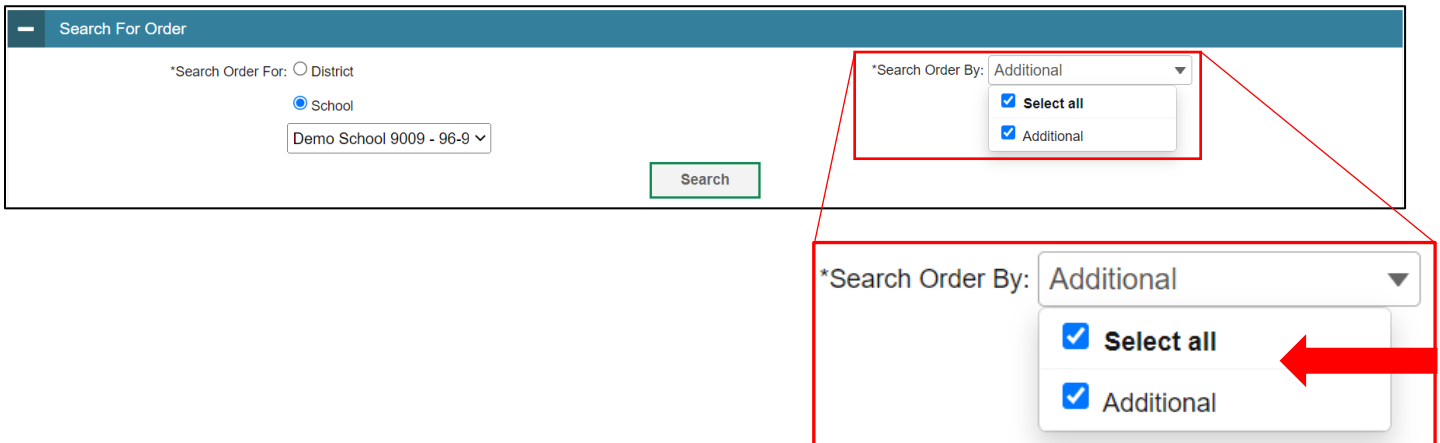 Search For Order
*Search Order For: District
School
Demo School 9009 - 96-9
*Search Order By: Additional
Select all
Additional
Search
*Search Order By: Additional
Select all
Additional